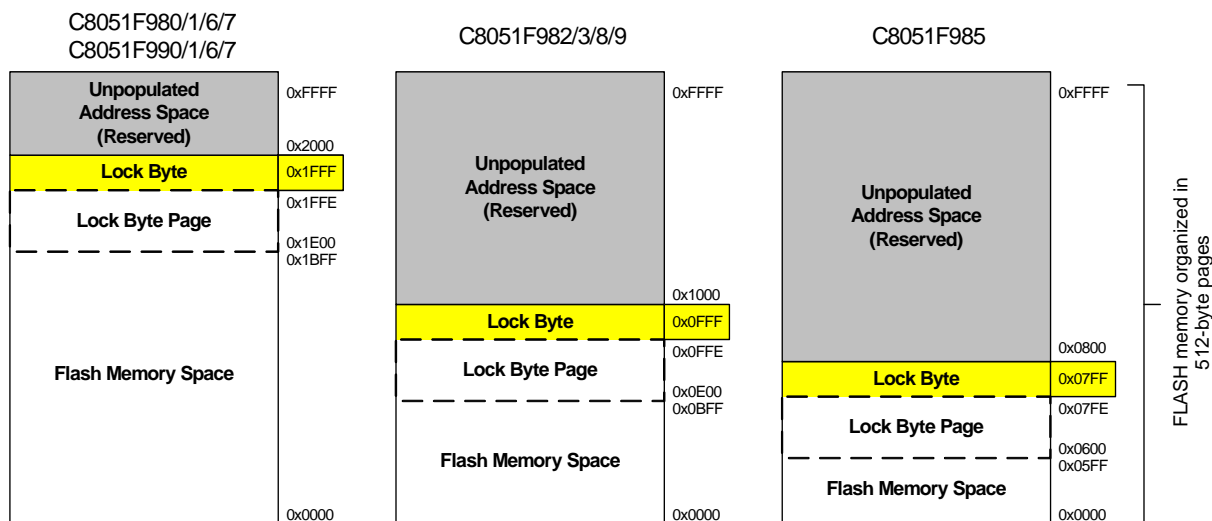 C8051F980/1/6/7
C8051F990/1/6/7
Unpopulated
Address Space
(Reserved)
0xFFFF
0x2000
Lock Byte
0x1FFF
0x1FFE
Lock Byte Page
0x1E00
0x1BFF
Flash Memory Space
0x0000
C8051F982/3/8/9
0xFFFF
Unpopulated
Address Space
(Reserved)
0x1000
Lock Byte
0x0FFF
0x0FFE
Lock Byte Page
0x0E00
0x0BFF
Flash Memory Space
0x0000
C8051F985
0xFFFF
Unpopulated
Address Space
(Reserved)
0x0800
Lock Byte
0x07FF
0x07FE
Lock Byte Page
0x0600
0x05FF
Flash Memory Space
0x0000
FLASH memory organized in
512-byte pages